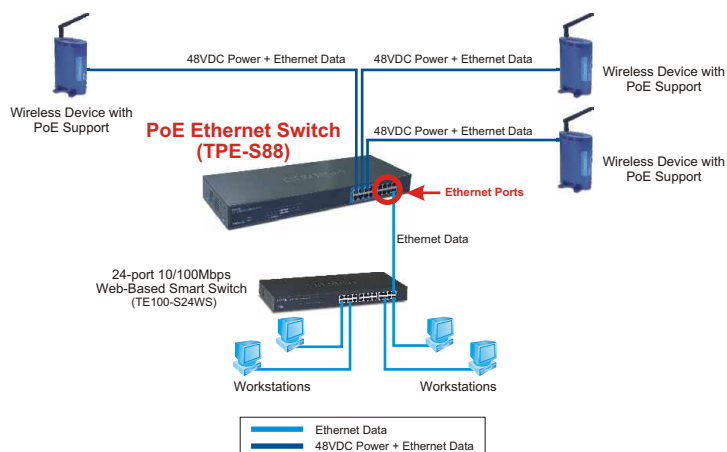 48VDC Power + Ethernet Data
48VDC Power + Ethernet Data
Wireless Device with
PoE Support
Wireless Device with
PoE Support
PoE Ethernet Switch
(TPE-S88)
48VDC Power + Ethernet Data
Wireless Device with
PoE Support
Ethernet Ports
Ethernet Data
24-port 10/100Mbps
Web-Based Smart Switch
(TE100-S24WS)
Workstations
Workstations
Ethernet Data
48VDC Power + Ethernet Data